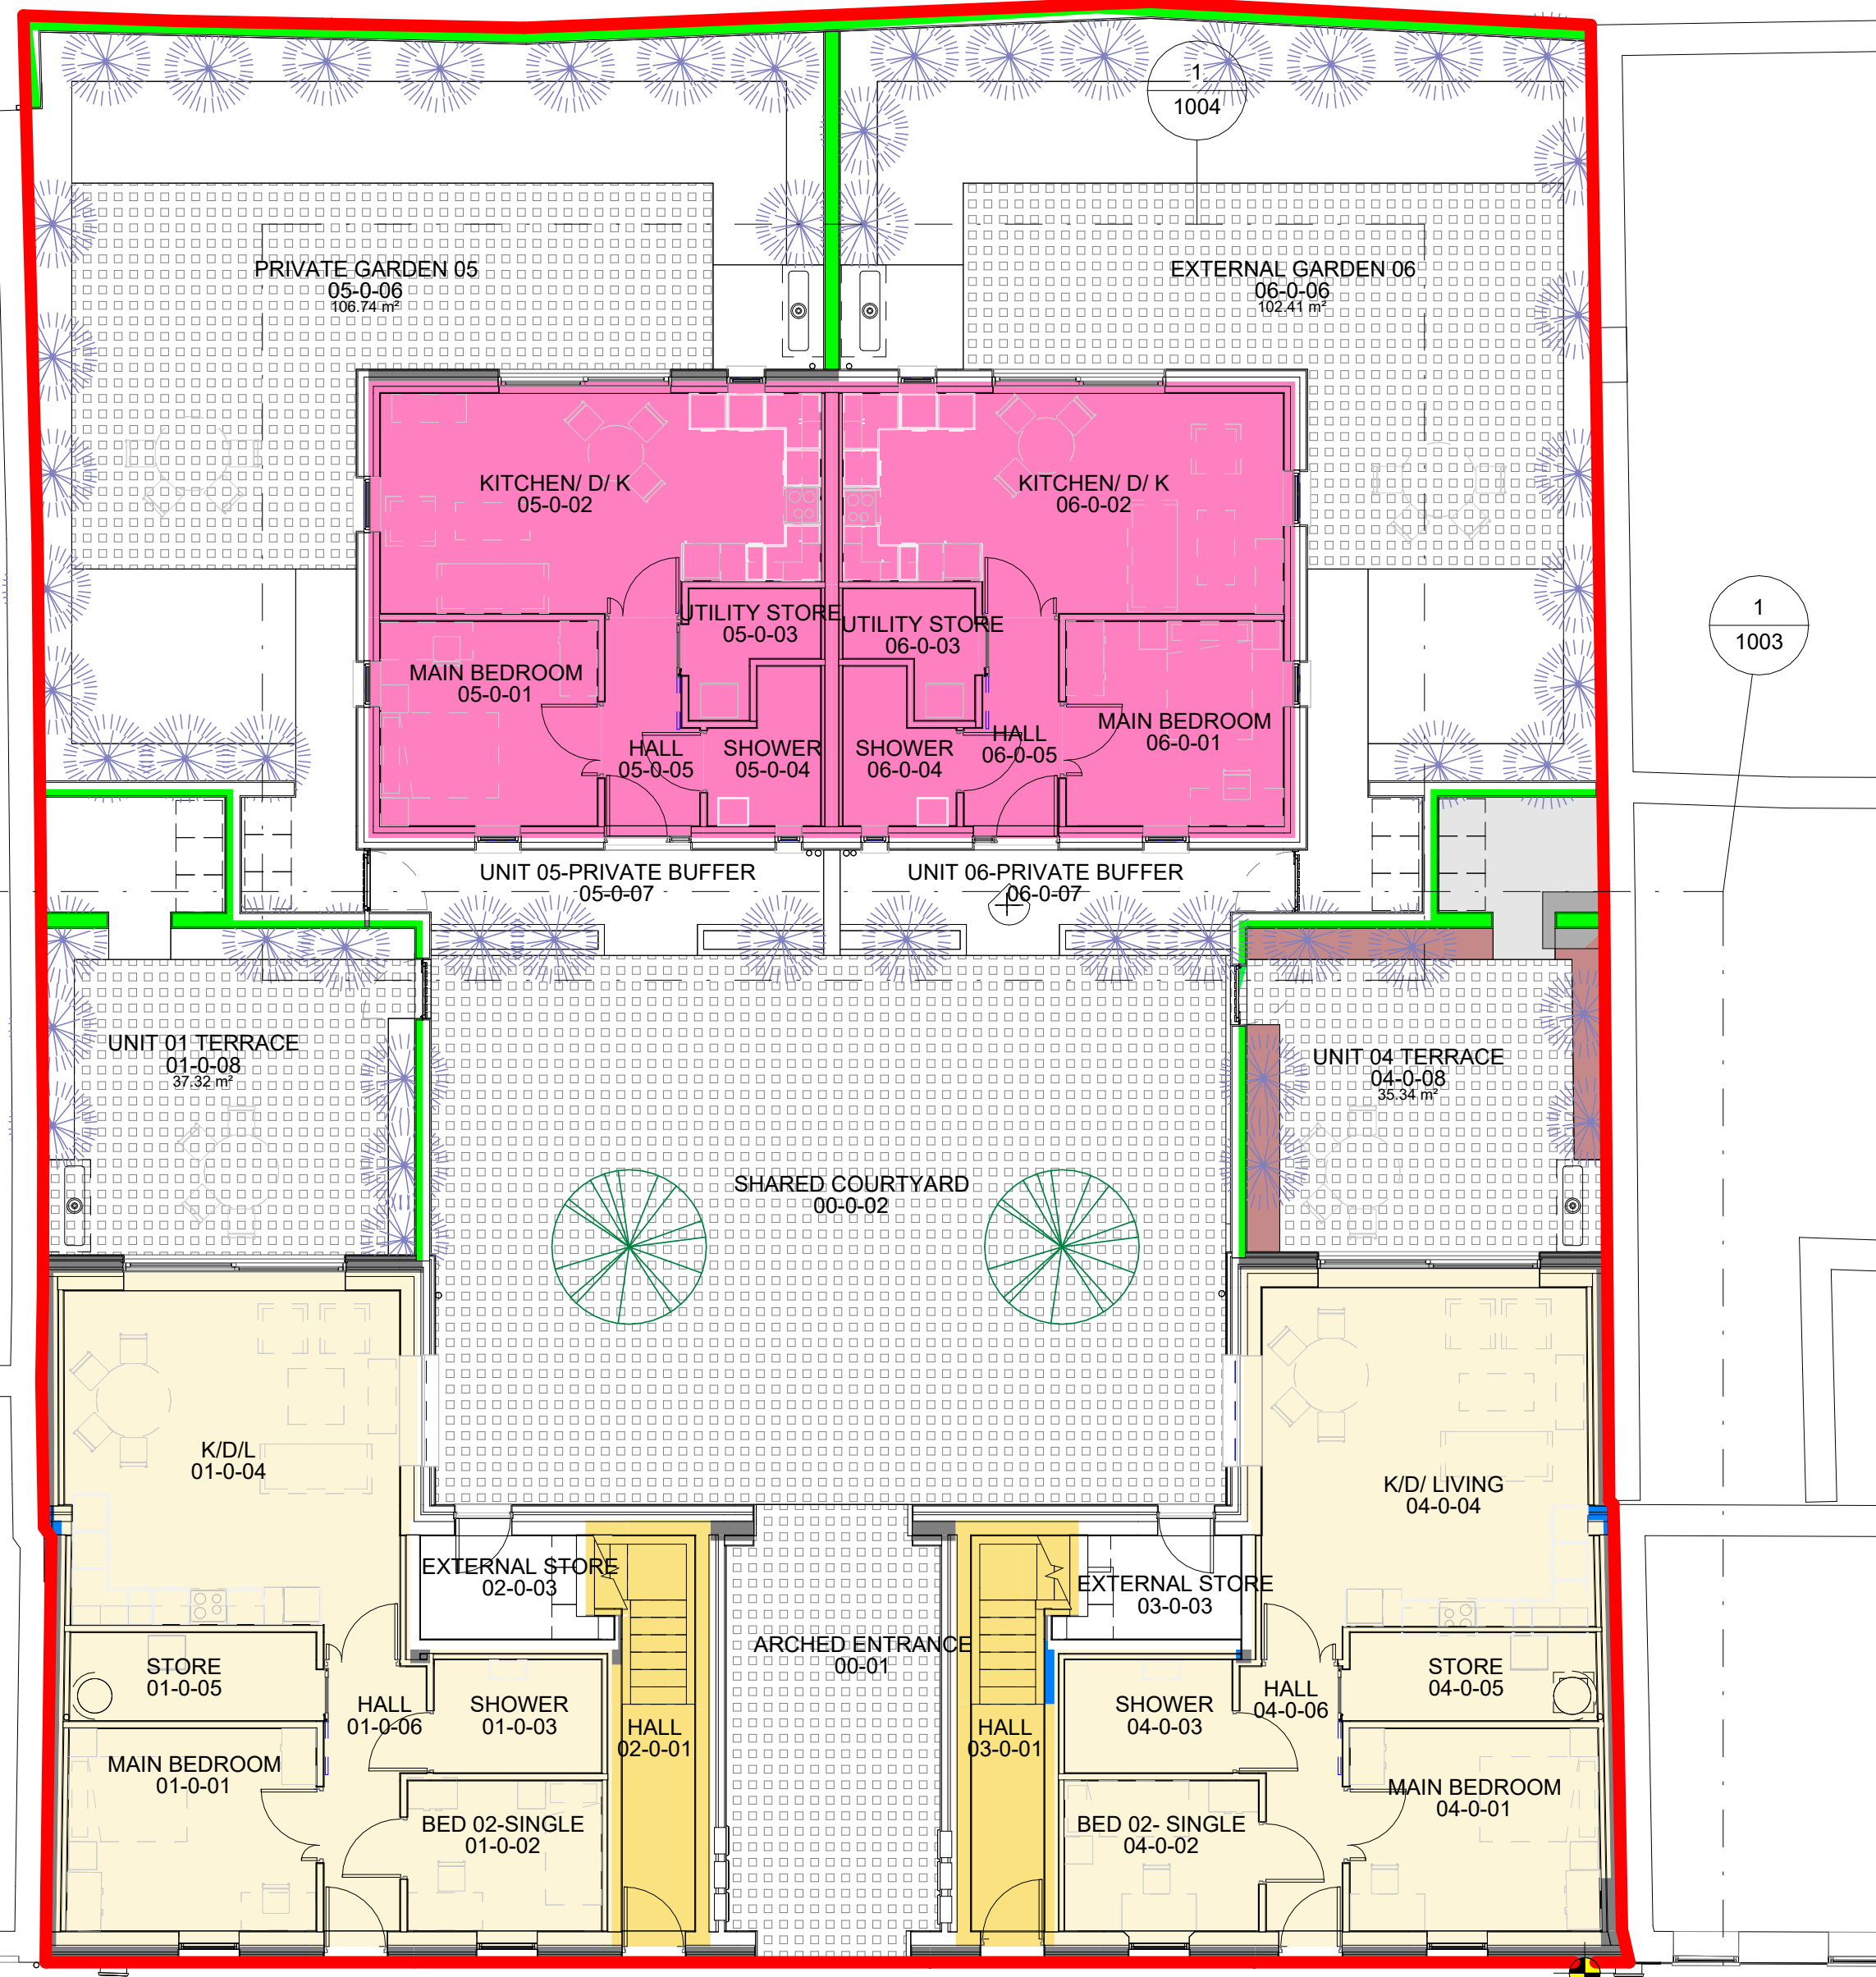 1
1004
PRIVATE GARDEN 05
05-0-06
106.74 m²
EXTERNAL GARDEN 06
06-0-06
102.41 m²
KITCHEN/ D/ K
05-0-02
KITCHEN/ D/ K
06-0-02
1
1003
UTILITY STORE
05-0-03
UTILITY STORE
06-0-03
MAIN BEDROOM
05-0-01
MAIN BEDROOM
06-0-01
HALL
05-0-05
SHOWER
05-0-04
SHOWER
06-0-04
HALL
06-0-05
UNIT 05-PRIVATE BUFFER
05-0-07
UNIT 06-PRIVATE BUFFER
06-0-07
UNIT 01 TERRACE
01-0-08
37.32 m²
UNIT 04 TERRACE
04-0-08
35.34 m²
SHARED COURTYARD
00-0-02
K/D/L
01-0-04
K/D/ LIVING
04-0-04
EXTERNAL STORE
02-0-03
EXTERNAL STORE
03-0-03
ARCHED ENTRANCE
00-01
STORE
01-0-05
HALL
01-0-06
SHOWER
01-0-03
HALL
02-0-01
HALL
03-0-01
SHOWER
04-0-03
HALL
04-0-06
STORE
04-0-05
MAIN BEDROOM
01-0-01
BED 02-SINGLE
01-0-02
BED 02- SINGLE
04-0-02
MAIN BEDROOM
04-0-01